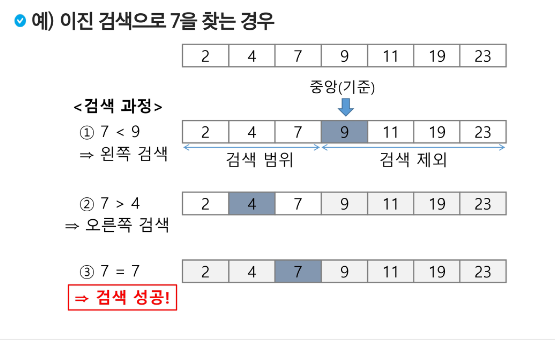 예) 이진 검색으로 7을 찾는 경우
2 4 7 9 11 19 23
중앙(기준)
<검색 과정>
① 7 < 9
2 4 7 9 11 19 23
⇒ 왼쪽 검색
검색 범위 검색 제외
② 7 > 4
2 4 7 9 11 19 23
⇒ 오른쪽 검색
③ 7 = 7
2 4 7 9 11 19 23
⇒ 검색 성공!